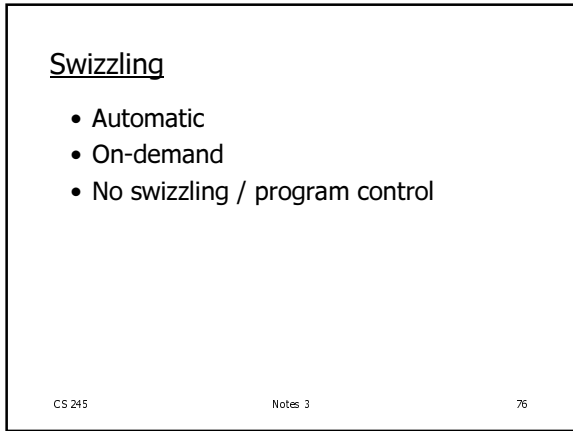 Swizzling
• Automatic
• On-demand
• No swizzling / program control
CS 245 Notes 3 76